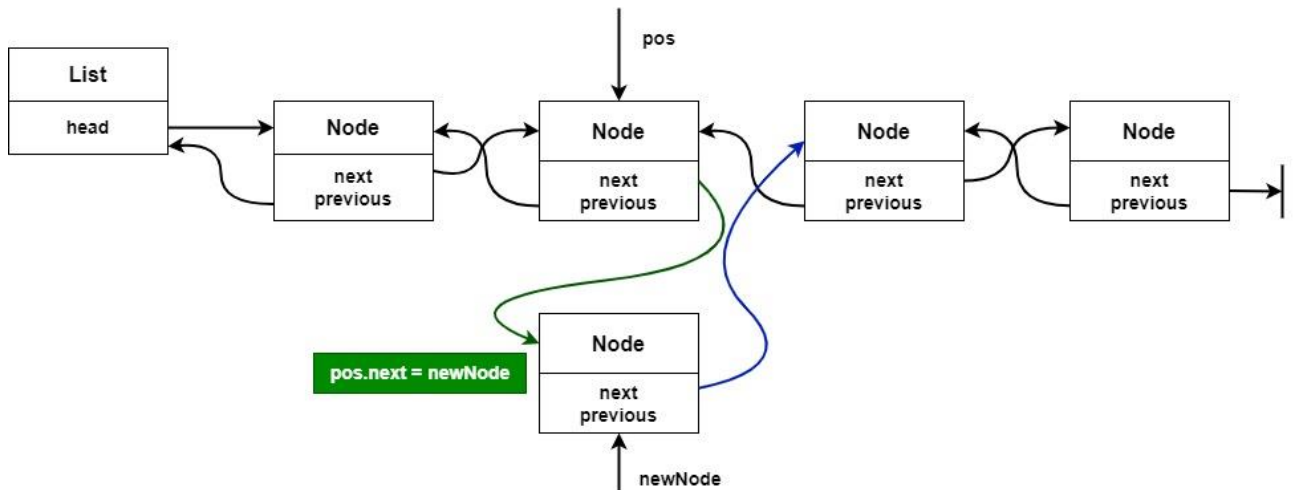 pos
List
head
Node
next
previous
Node
next
previous
Node
next
previous
Node
next
previous
pos.next = newNode
Node
next
previous
newNode